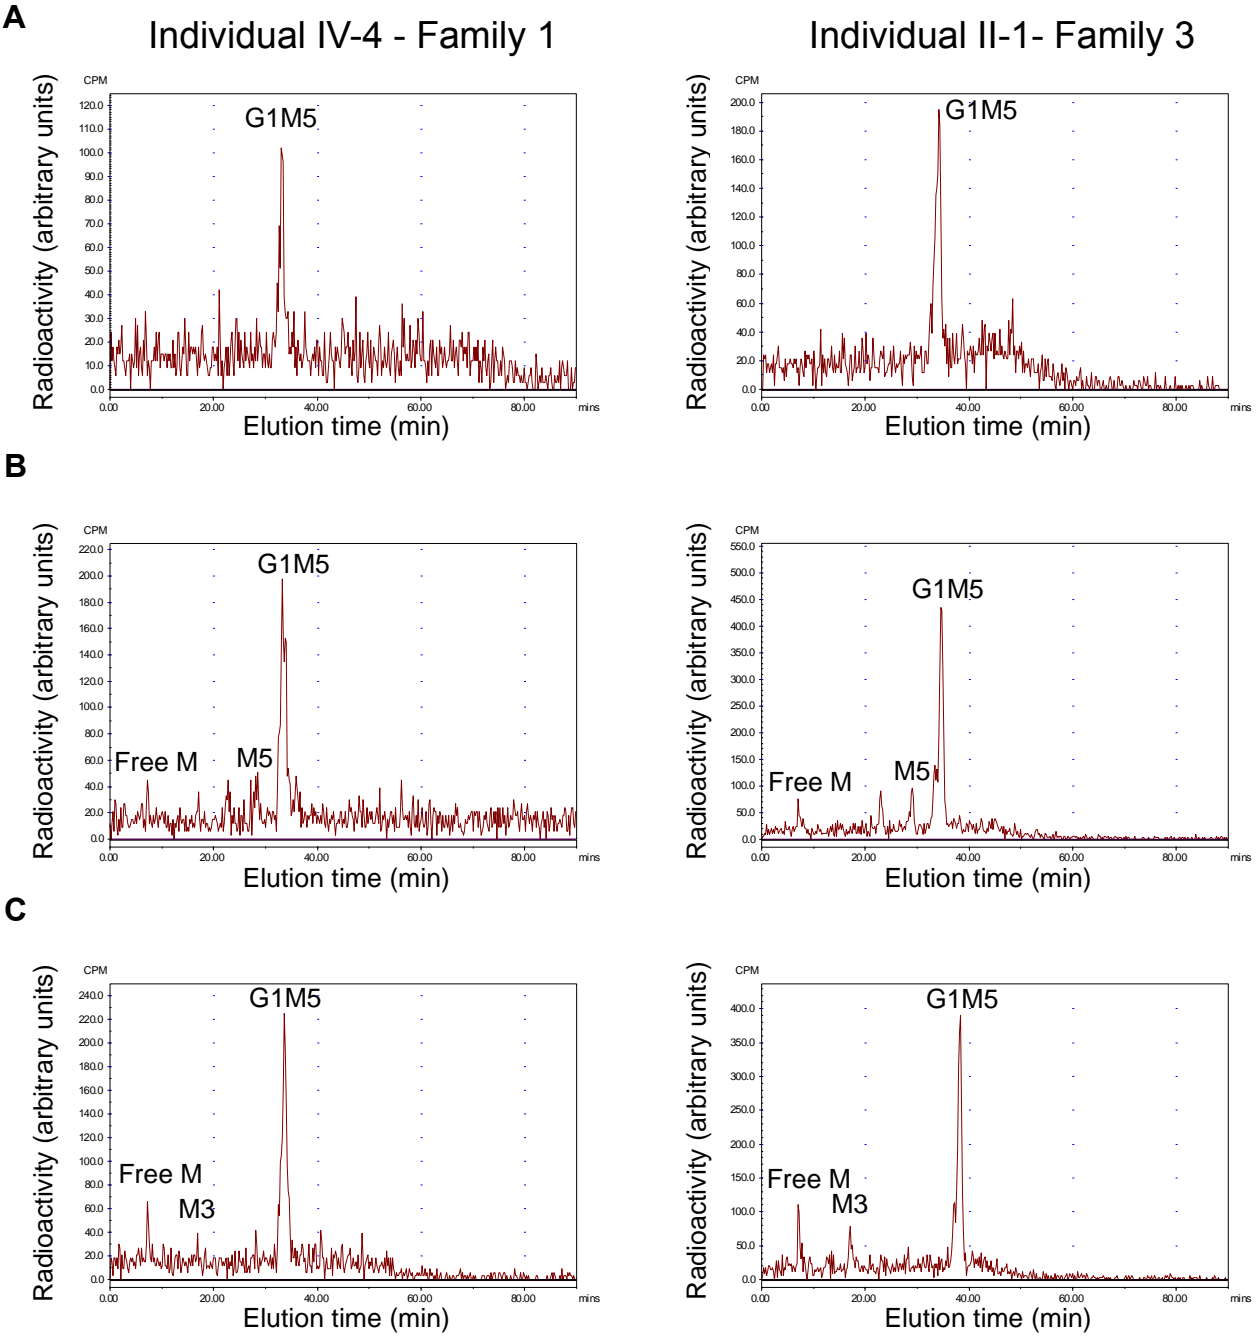 A
Individual IV-4 - Family 1
Individual II-1- Family 3
CPM
Radioactivity (arbitrary units)
120.0
110.0
100.0
90.0
80.0
70.0
60.0
50.0
40.0
30.0
20.0
10.0
0.0
G1M5
0.00 20.00 40.00 60.00 80.00 mins
Elution time (min)
CPM
Radioactivity (arbitrary units)
200.0
180.0
160.0
140.0
120.0
100.0
80.0
60.0
40.0
20.0
0.0
G1M5
0.00 20.00 40.00 60.00 80.00 mins
Elution time (min)
B
CPM
Radioactivity (arbitrary units)
220.0
200.0
180.0
160.0
140.0
120.0
100.0
80.0
60.0
40.0
20.0
0.0
G1M5
Free M
M5
0.00 20.00 40.00 60.00 80.00 mins
Elution time (min)
CPM
Radioactivity (arbitrary units)
550.0
500.0
450.0
400.0
350.0
300.0
250.0
200.0
150.0
100.0
50.0
0.0
G1M5
Free M
M5
0.00 20.00 40.00 60.00 80.00 mins
Elution time (min)
C
CPM
Radioactivity (arbitrary units)
240.0
220.0
200.0
180.0
160.0
140.0
120.0
100.0
80.0
60.0
40.0
20.0
0.0
G1M5
Free M
M3
0.00 20.00 40.00 60.00 80.00 mins
Elution time (min)
CPM
Radioactivity (arbitrary units)
400.0
350.0
300.0
250.0
200.0
150.0
100.0
50.0
0.0
G1M5
Free M
M3
0.00 20.00 40.00 60.00 80.00 mins
Elution time (min)